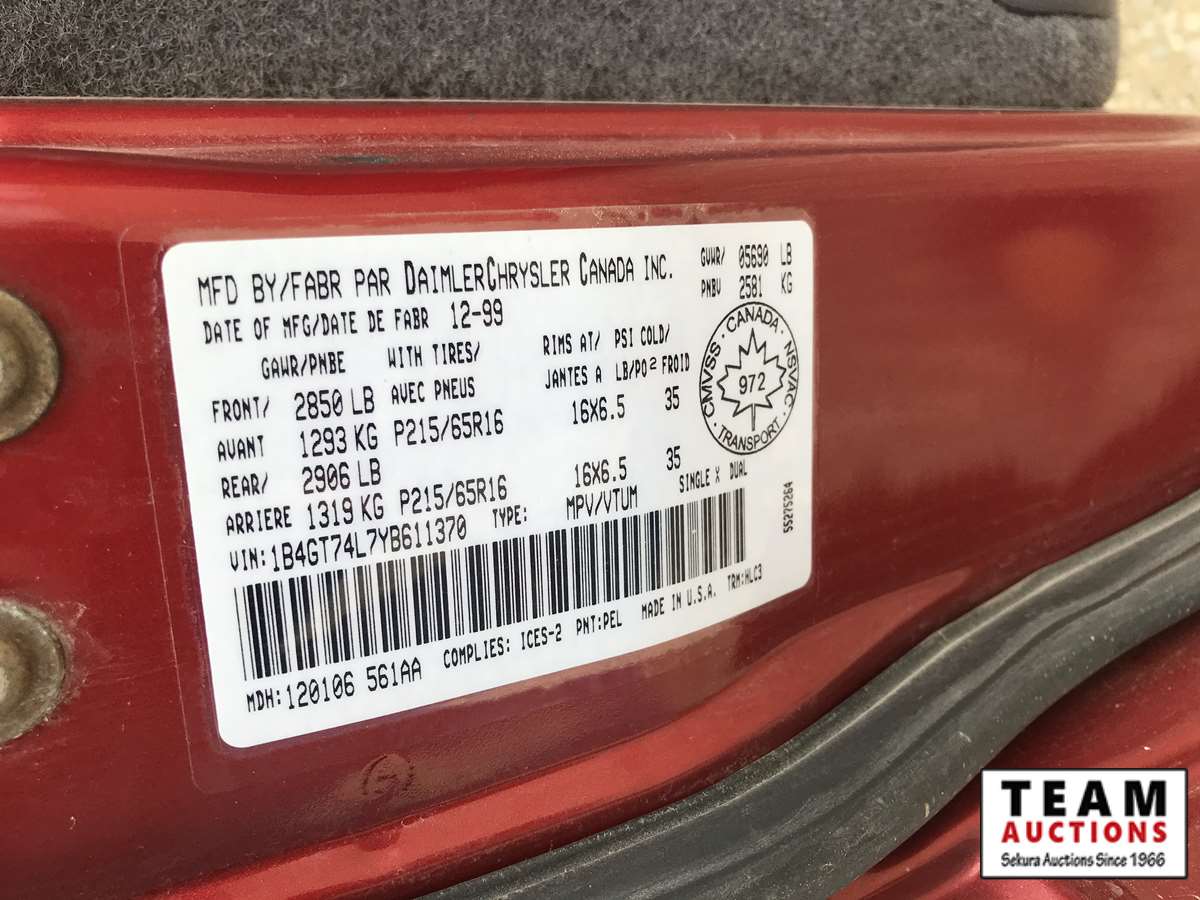 MFD BY/FABR PAR DAIMLERCHRYSLER CANADA INC.
GVWR/ 05690 LB
PNBV 2581 KG
DATE OF MFG/DATE DE FABR 12-99
GAWR/PNBE WITH TIRES/ RIMS AT/ PSI COLD/
AVEC PNEUS JANTES A LB/PO² FROID
FRONT/ 2850 LB
AVANT 1293 KG P215/65R16 16X6.5 35
REAR/ 2906 LB
ARRIERE 1319 KG P215/65R16 16X6.5 35
CMVSS · CANADA · NSVAC · TRANSPORT ·
972
VIN:1B4GT74L7YB611370 TYPE: MPV/VTUM SINGLE X DUAL
55275264
MDH:120106 561AA COMPLIES: ICES-2 PNT:PEL MADE IN U.S.A. TRM:HLC3
TEAM
AUCTIONS
Sekura Auctions Since 1966